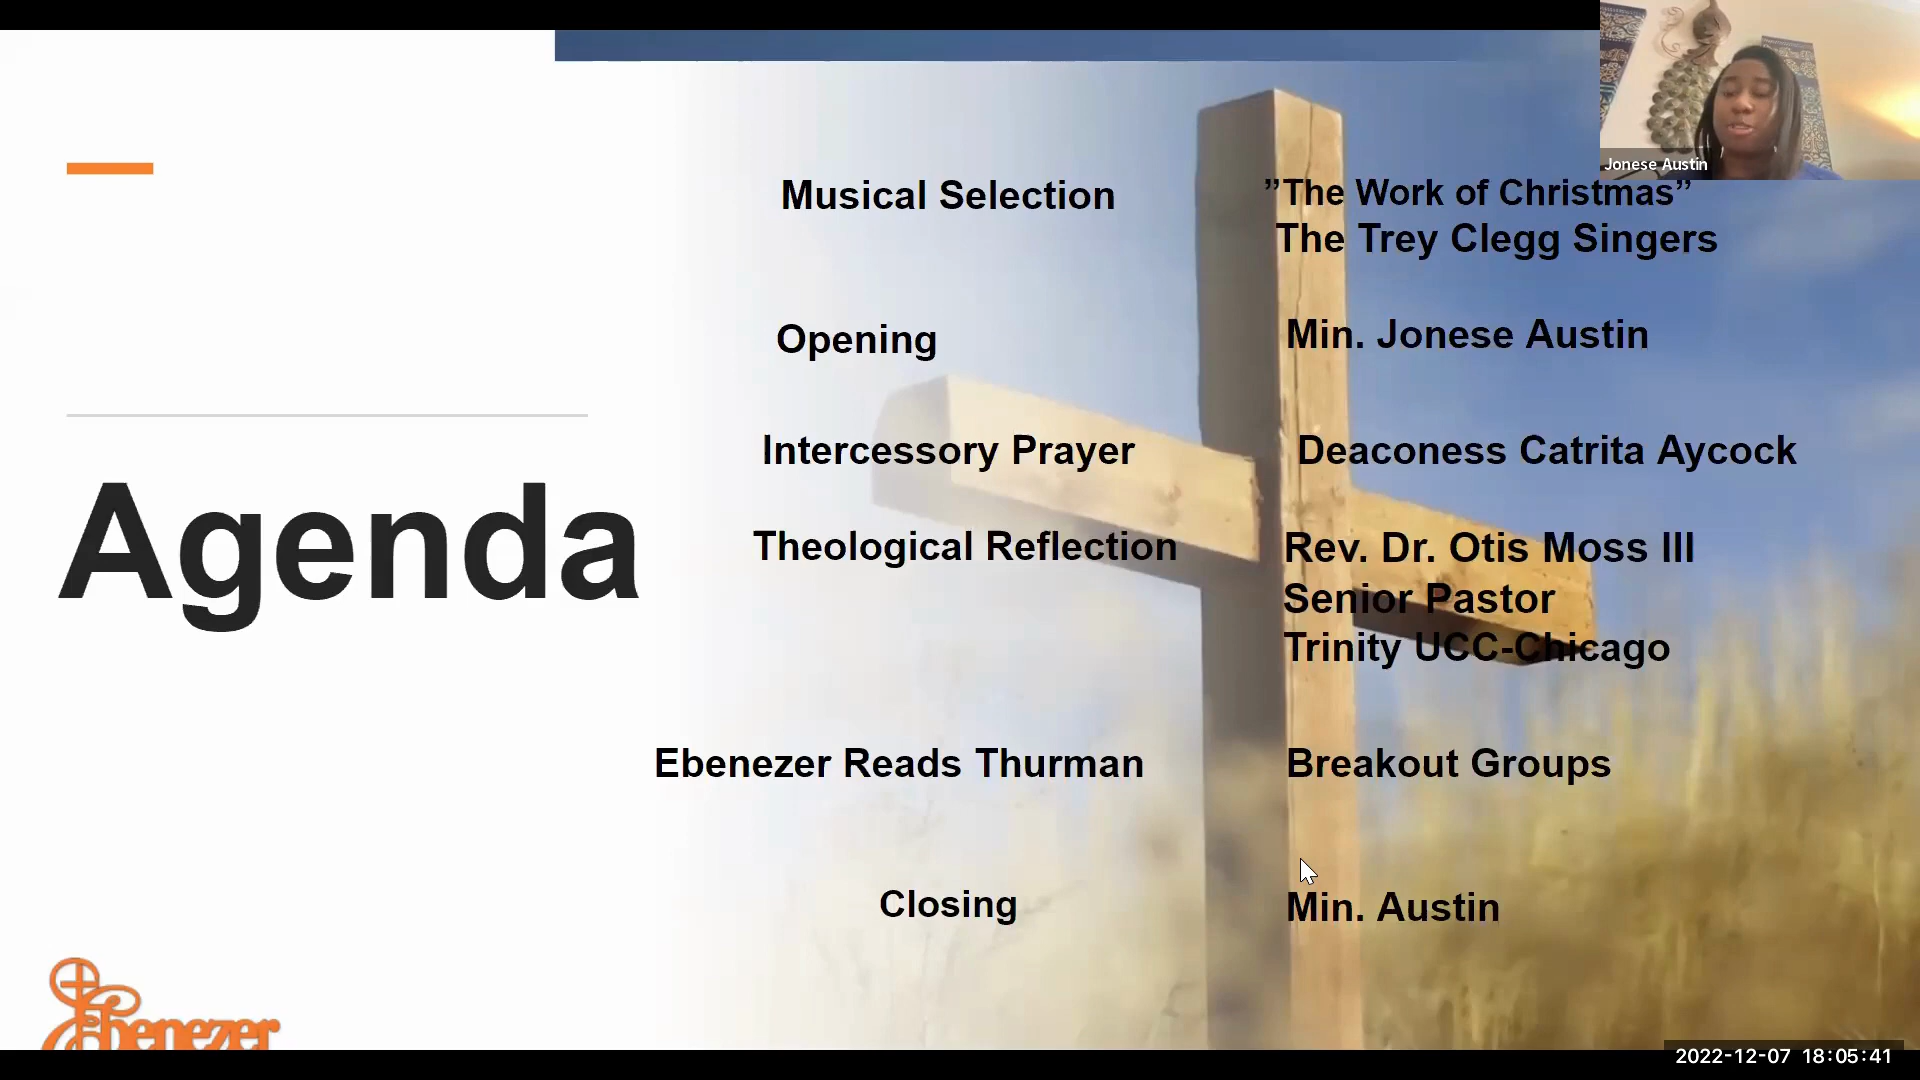 Jonese Austin
Musical Selection
”The Work of Christmas”
The Trey Clegg Singers
Opening
Min. Jonese Austin
Intercessory Prayer
Deaconess Catrita Aycock
Agenda
Theological Reflection
Rev. Dr. Otis Moss III
Senior Pastor
Trinity UCC-Chicago
Ebenezer Reads Thurman
Breakout Groups
Closing
Min. Austin
Ebenezer
2022-12-07 18:05:41